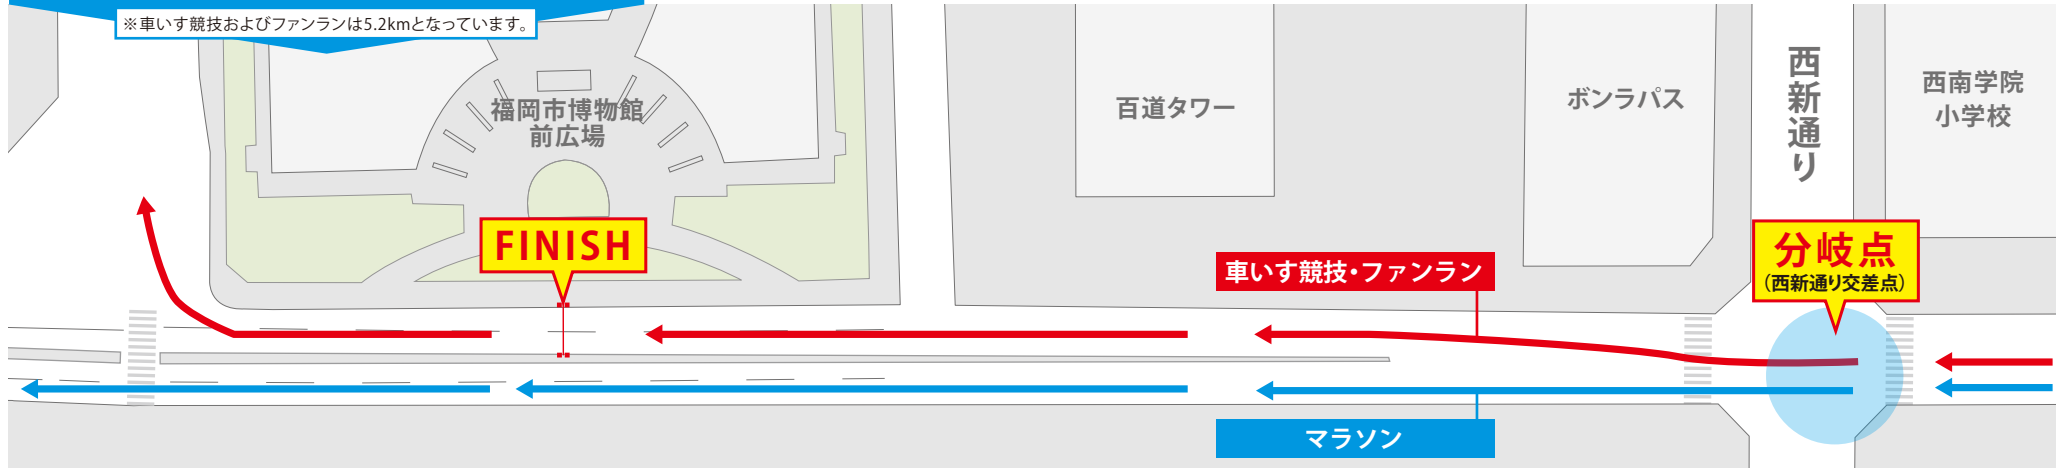 ※車いす競技およびファンランは5.2kmとなっています。
福岡市博物館
前広場
百道タワー
ボンラパス
西新通り
西南学院
小学校
FINISH
車いす競技・ファンラン
分岐点
(西新通り交差点)
マラソン